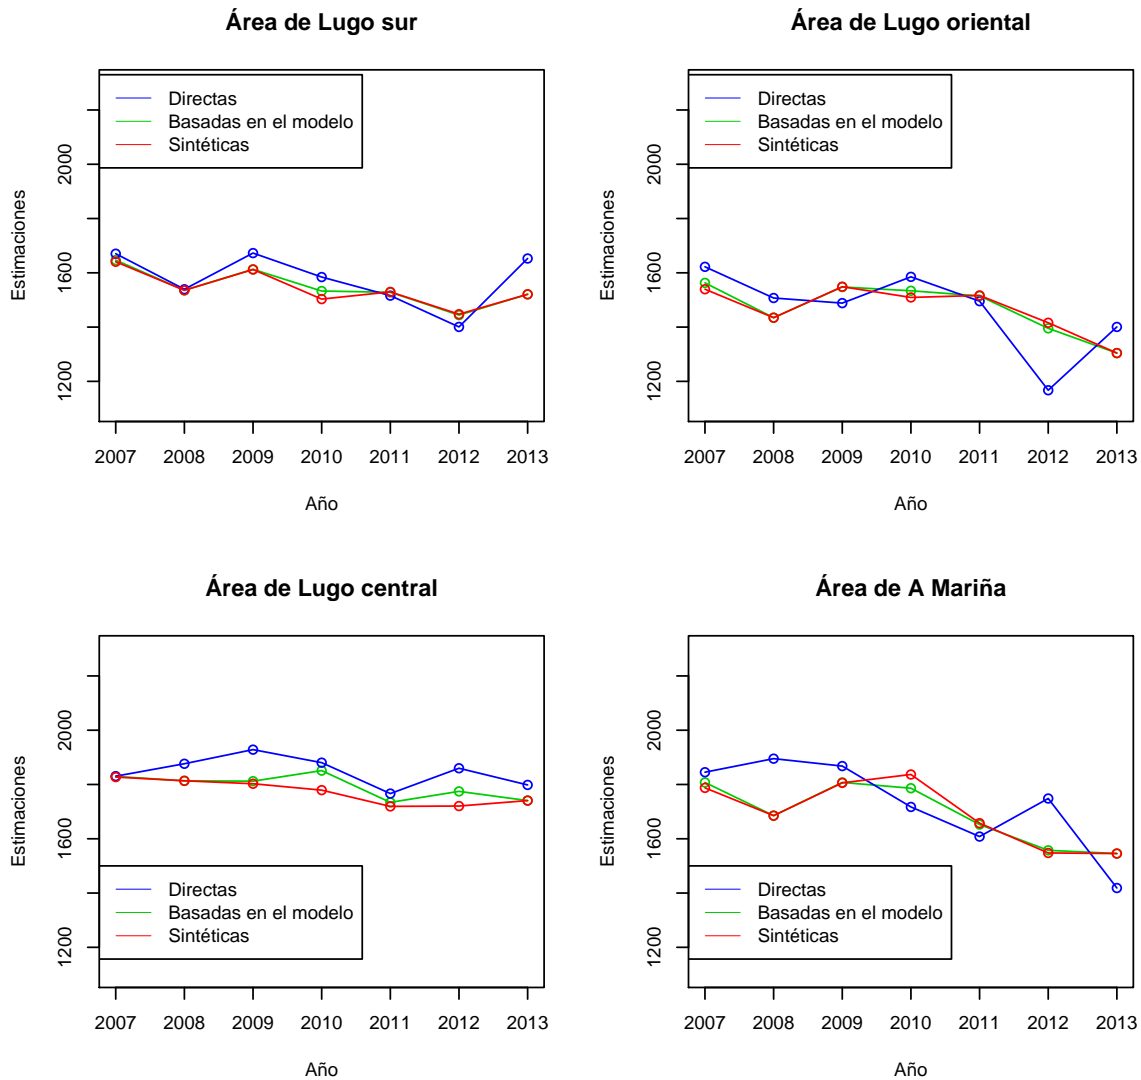 Área de Lugo sur
Directas
Basadas en el modelo
Sintéticas
2000
1600
1200
Estimaciones
2007 2008 2009 2010 2011 2012 2013
Año
Área de Lugo oriental
Directas
Basadas en el modelo
Sintéticas
2000
1600
1200
Estimaciones
2007 2008 2009 2010 2011 2012 2013
Año
Área de Lugo central
2000
1600
1200
Estimaciones
Directas
Basadas en el modelo
Sintéticas
2007 2008 2009 2010 2011 2012 2013
Año
Área de A Mariña
2000
1600
1200
Estimaciones
Directas
Basadas en el modelo
Sintéticas
2007 2008 2009 2010 2011 2012 2013
Año